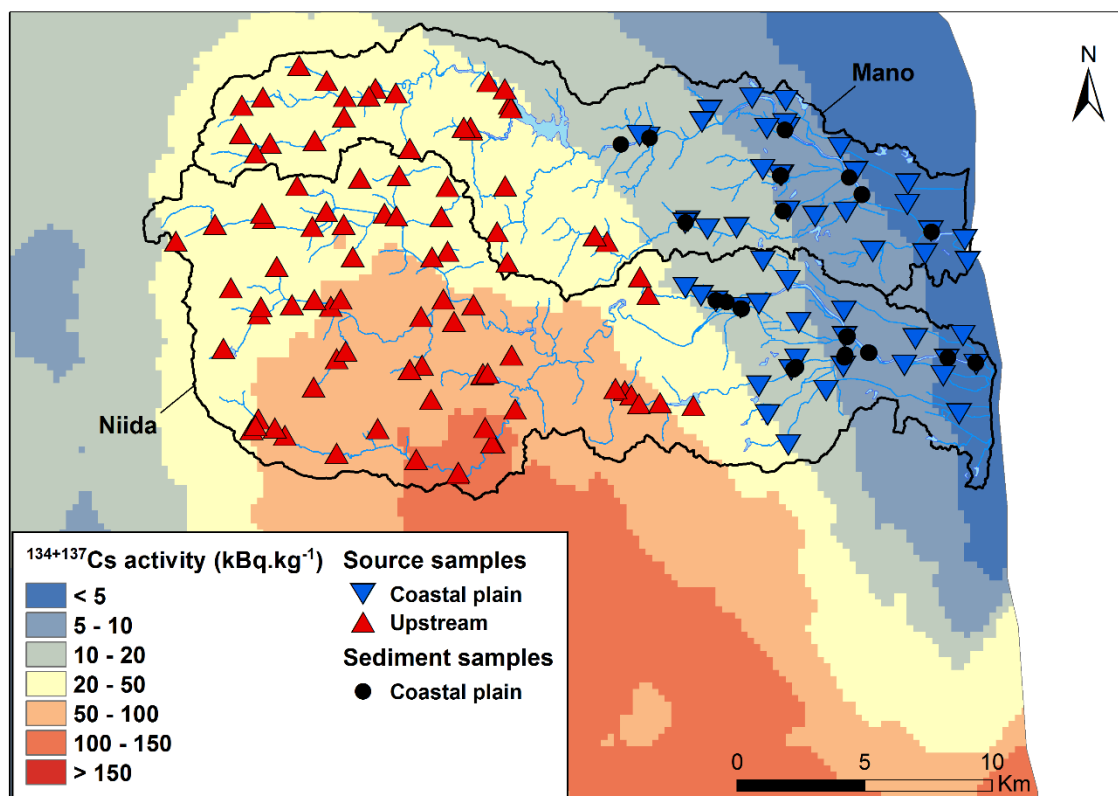 N
Mano
Niida
¹³⁴⁺¹³⁷Cs activity (kBq.kg⁻¹)
< 5
5 - 10
10 - 20
20 - 50
50 - 100
100 - 150
> 150
Source samples
Coastal plain
Upstream
Sediment samples
Coastal plain
0 5 10
Km